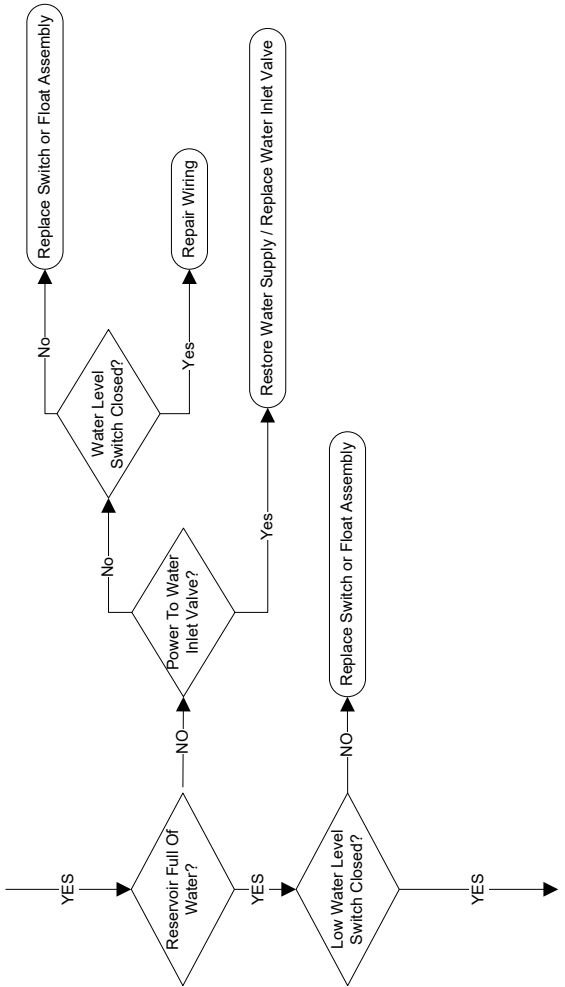 YES
Reservoir Full Of
Water?
NO
Power To Water
Inlet Valve?
No
Water Level
Switch Closed?
No
Replace Switch or Float Assembly
Yes
Repair Wiring
Yes
Restore Water Supply / Replace Water Inlet Valve
YES
Low Water Level
Switch Closed?
NO
Replace Switch or Float Assembly
YES